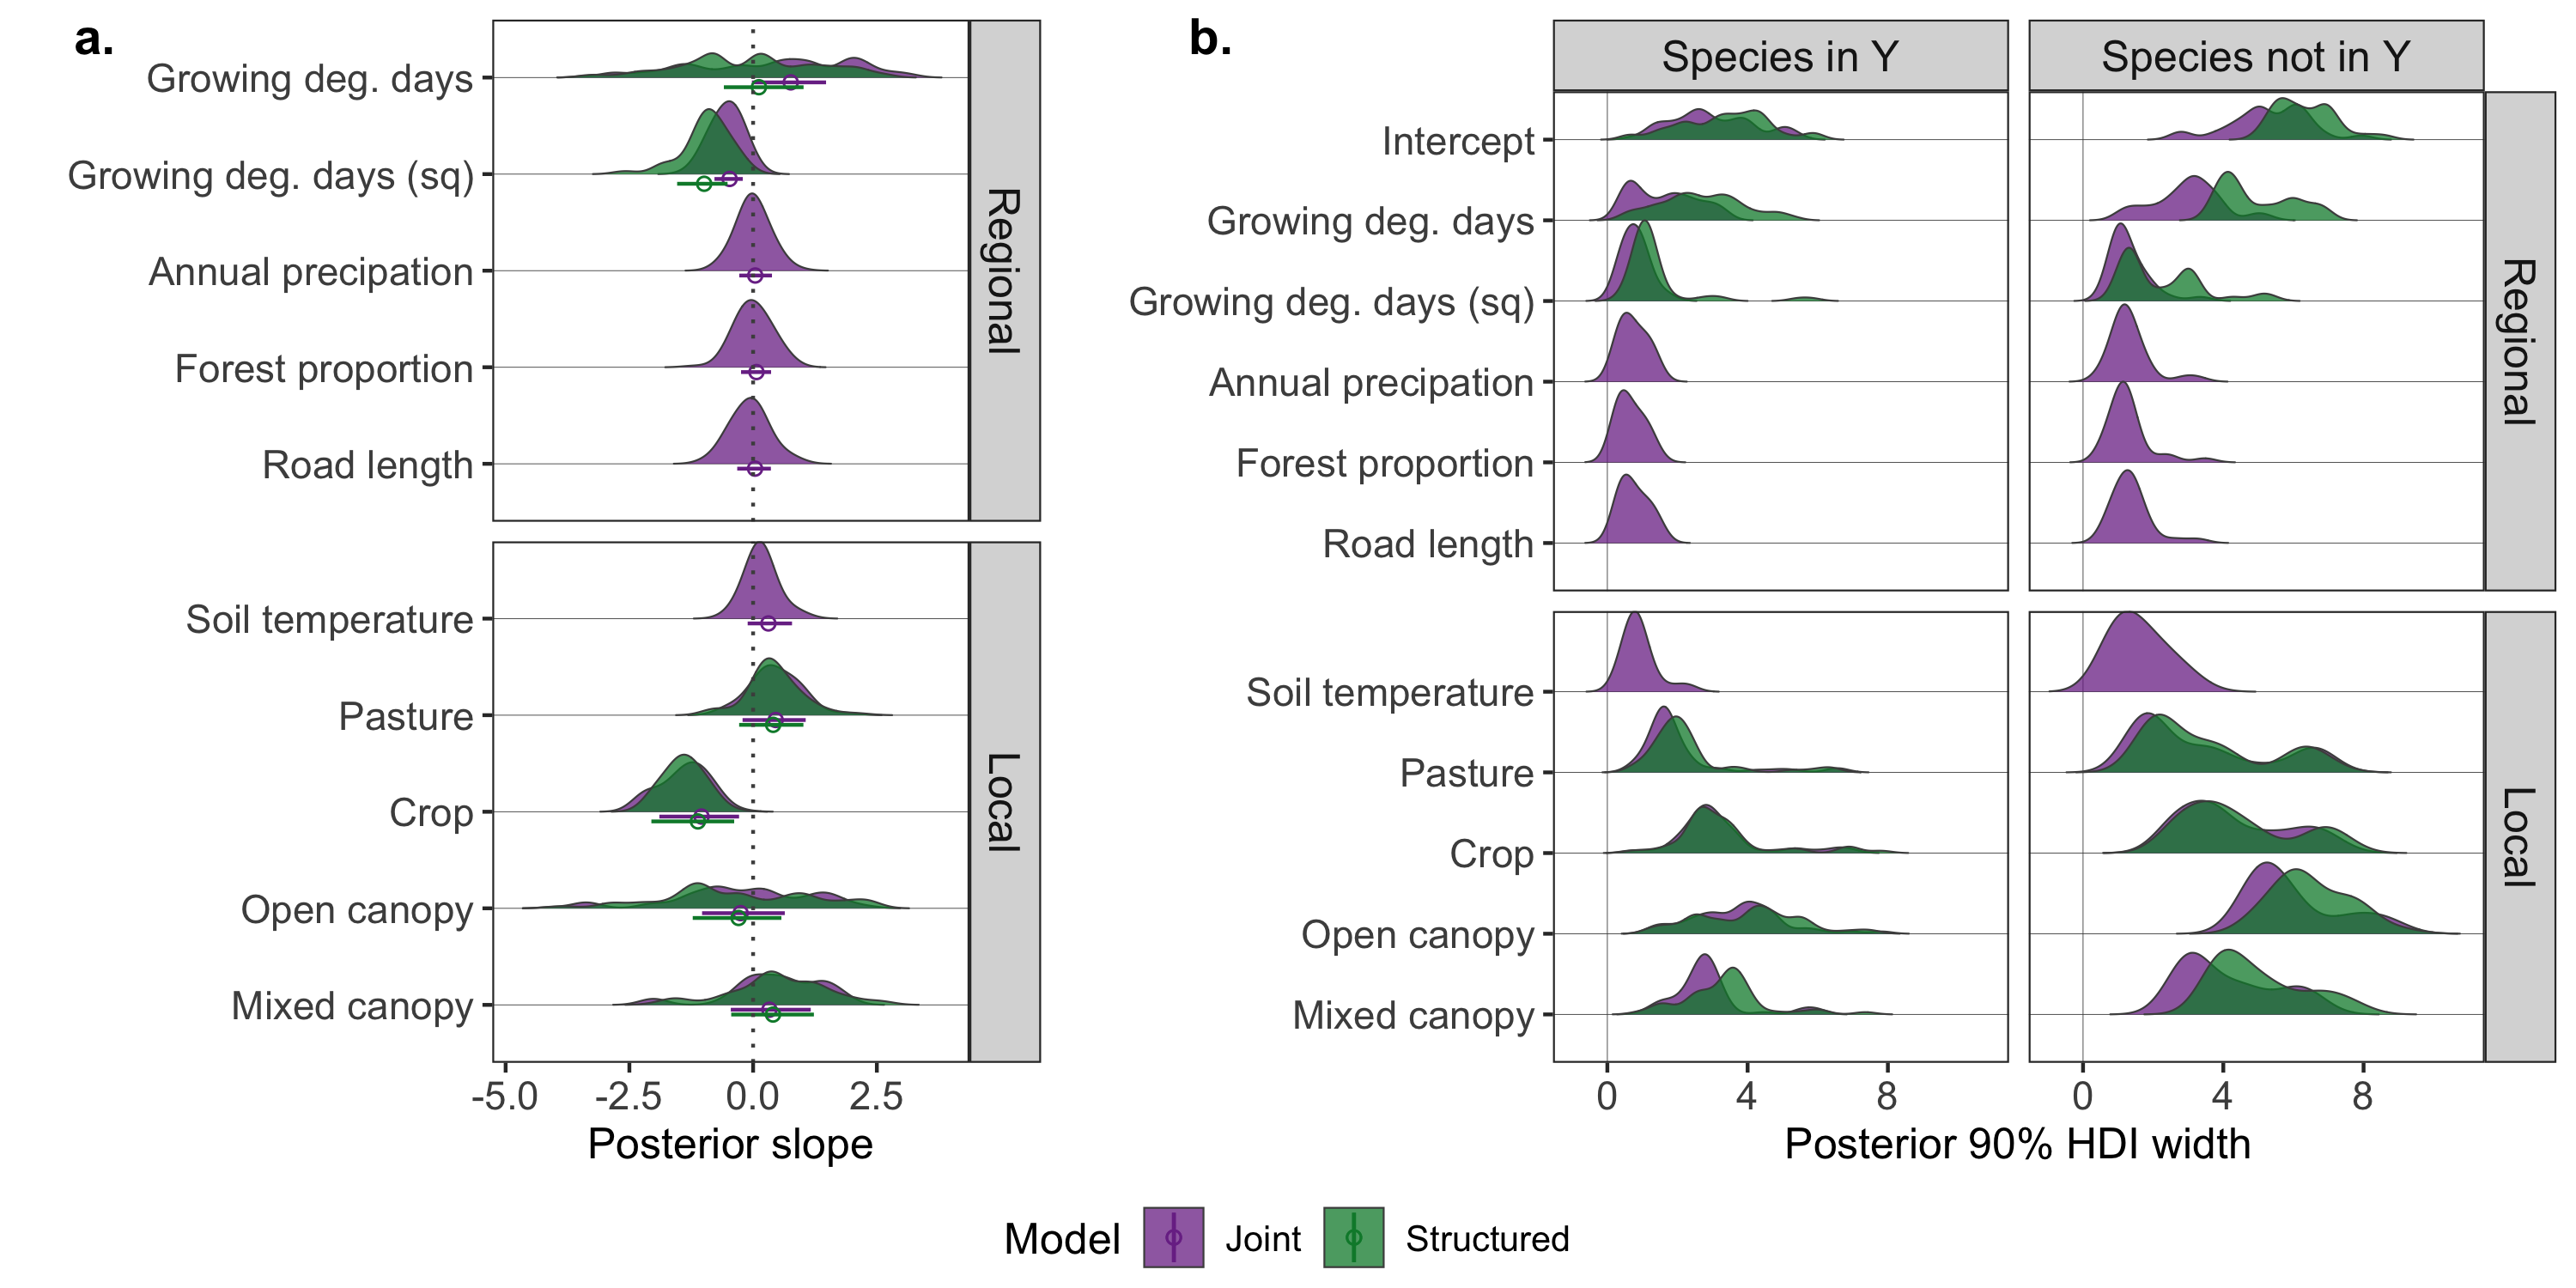 a.
Growing deg. days
Growing deg. days (sq)
Annual precipation
Forest proportion
Road length
Regional
Soil temperature
Pasture
Crop
Open canopy
Mixed canopy
Local
-5.0 -2.5 0.0 2.5
Posterior slope
b.
Species in Y Species not in Y
Intercept
Growing deg. days
Growing deg. days (sq)
Annual precipation
Forest proportion
Road length
Regional
Soil temperature
Pasture
Crop
Open canopy
Mixed canopy
Local
0 4 8 0 4 8
Posterior 90% HDI width
Model Joint Structured